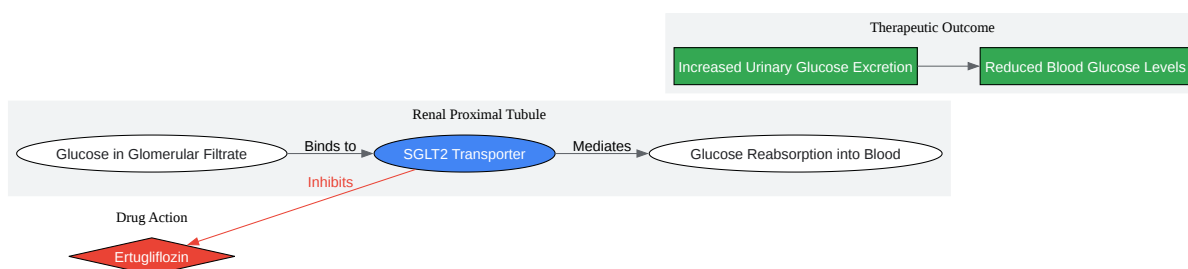 Therapeutic Outcome
Increased Urinary Glucose Excretion
Reduced Blood Glucose Levels
Renal Proximal Tubule
Glucose in Glomerular Filtrate
Binds to
SGLT2 Transporter
Mediates
Glucose Reabsorption into Blood
Inhibits
Drug Action
Ertugliflozin